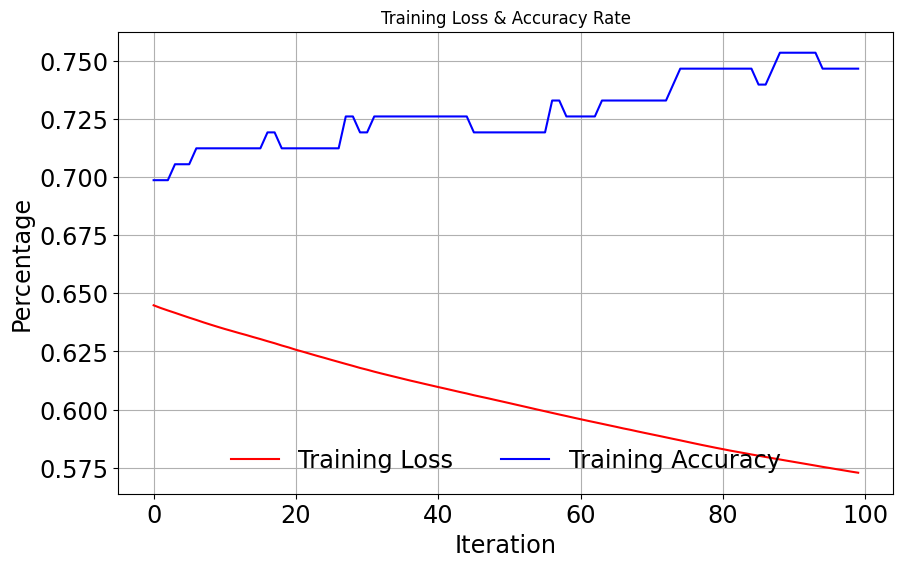 Training Loss & Accuracy Rate
0.750
0.725
0.700
0.675
0.650
0.625
0.600
0.575
Percentage
Training Loss Training Accuracy
0 20 40 60 80 100
Iteration